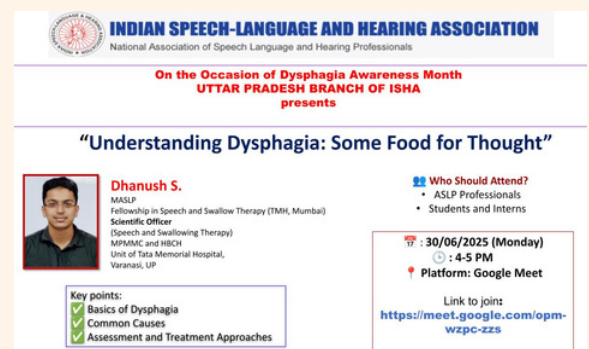 INDIAN SPEECH-LANGUAGE AND HEARING ASSOCIATION
National Association of Speech Language and Hearing Professionals
On the Occasion of Dysphagia Awareness Month
UTTAR PRADESH BRANCH OF ISHA
presents
“Understanding Dysphagia: Some Food for Thought”
Dhanush S.
MASLP
Fellowship in Speech and Swallow Therapy (TMH, Mumbai)
Scientific Officer
(Speech and Swallowing Therapy)
MPMMC and HBCH
Unit of Tata Memorial Hospital,
Varanasi, UP
Key points:
✅ Basics of Dysphagia
✅ Common Causes
✅ Assessment and Treatment Approaches
👥 Who Should Attend?
• ASLP Professionals
• Students and Interns
📅 : 30/06/2025 (Monday)
🕒 : 4-5 PM
📍 Platform: Google Meet
Link to join:
https://meet.google.com/opm-
wzpc-zzs